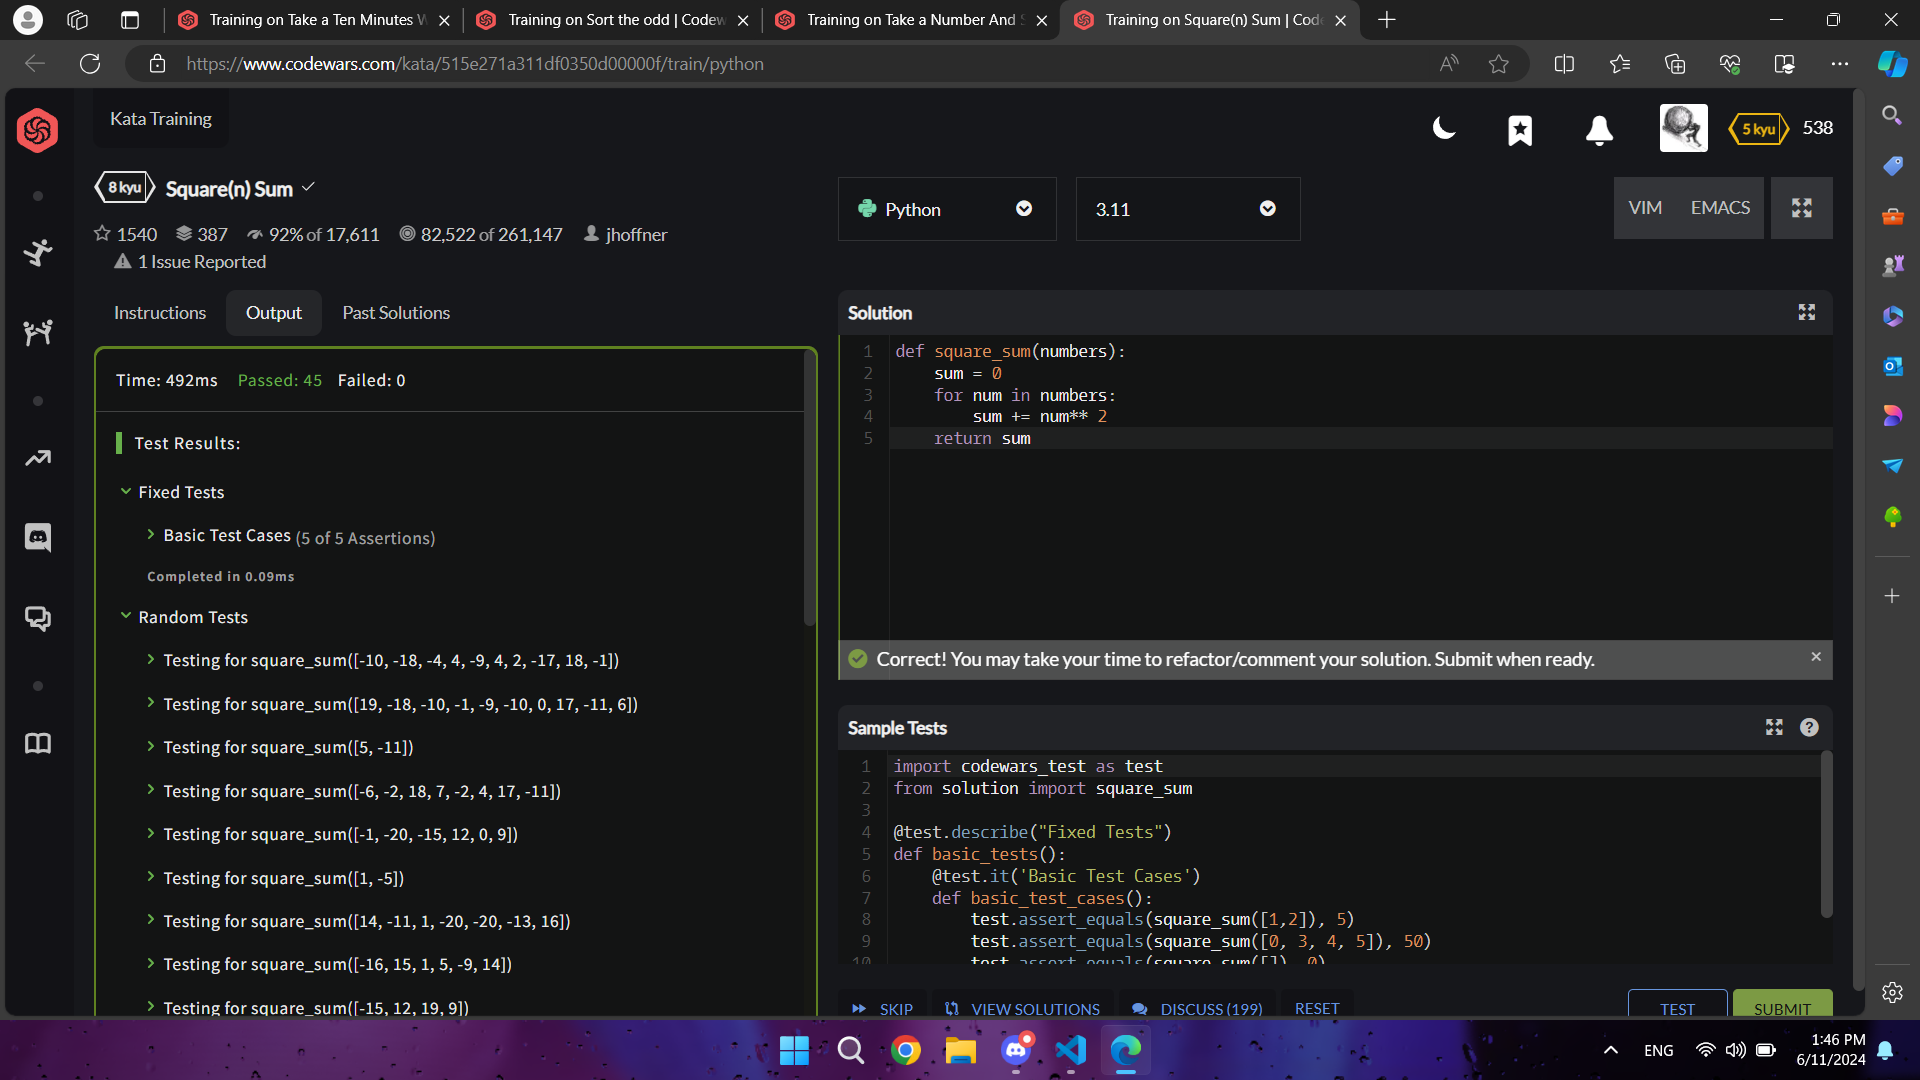 Training on Take a Ten Minutes W
Training on Sort the odd | Codew
Training on Take a Number And S
Training on Square(n) Sum | Code
https://www.codewars.com/kata/515e271a311df0350d00000f/train/python
Kata Training
5 kyu
538
8 kyu
Square(n) Sum
1540
387
92% of 17,611
82,522 of 261,147
jhoffner
1 Issue Reported
Python
3.11
VIM
EMACS
Instructions
Output
Past Solutions
Time: 492ms
Passed: 45
Failed: 0
Test Results:
Fixed Tests
Basic Test Cases (5 of 5 Assertions)
Completed in 0.09ms
Random Tests
Testing for square_sum([-10, -18, -4, 4, -9, 4, 2, -17, 18, -1])
Testing for square_sum([19, -18, -10, -1, -9, -10, 0, 17, -11, 6])
Testing for square_sum([5, -11])
Testing for square_sum([-6, -2, 18, 7, -2, 4, 17, -11])
Testing for square_sum([-1, -20, -15, 12, 0, 9])
Testing for square_sum([1, -5])
Testing for square_sum([14, -11, 1, -20, -20, -13, 16])
Testing for square_sum([-16, 15, 1, 5, -9, 14])
Testing for square_sum([-15, 12, 19, 9])
Solution
1 def square_sum(numbers):
2     sum = 0
3     for num in numbers:
4         sum += num** 2
5     return sum
Correct! You may take your time to refactor/comment your solution. Submit when ready.
Sample Tests
1 import codewars_test as test
2 from solution import square_sum
3
4 @test.describe("Fixed Tests")
5 def basic_tests():
6     @test.it('Basic Test Cases')
7     def basic_test_cases():
8         test.assert_equals(square_sum([1,2]), 5)
9         test.assert_equals(square_sum([0, 3, 4, 5]), 50)
10         test.assert_equals(square_sum([]), 0)
SKIP
VIEW SOLUTIONS
DISCUSS (199)
RESET
TEST
SUBMIT
ENG
1:46 PM
6/11/2024